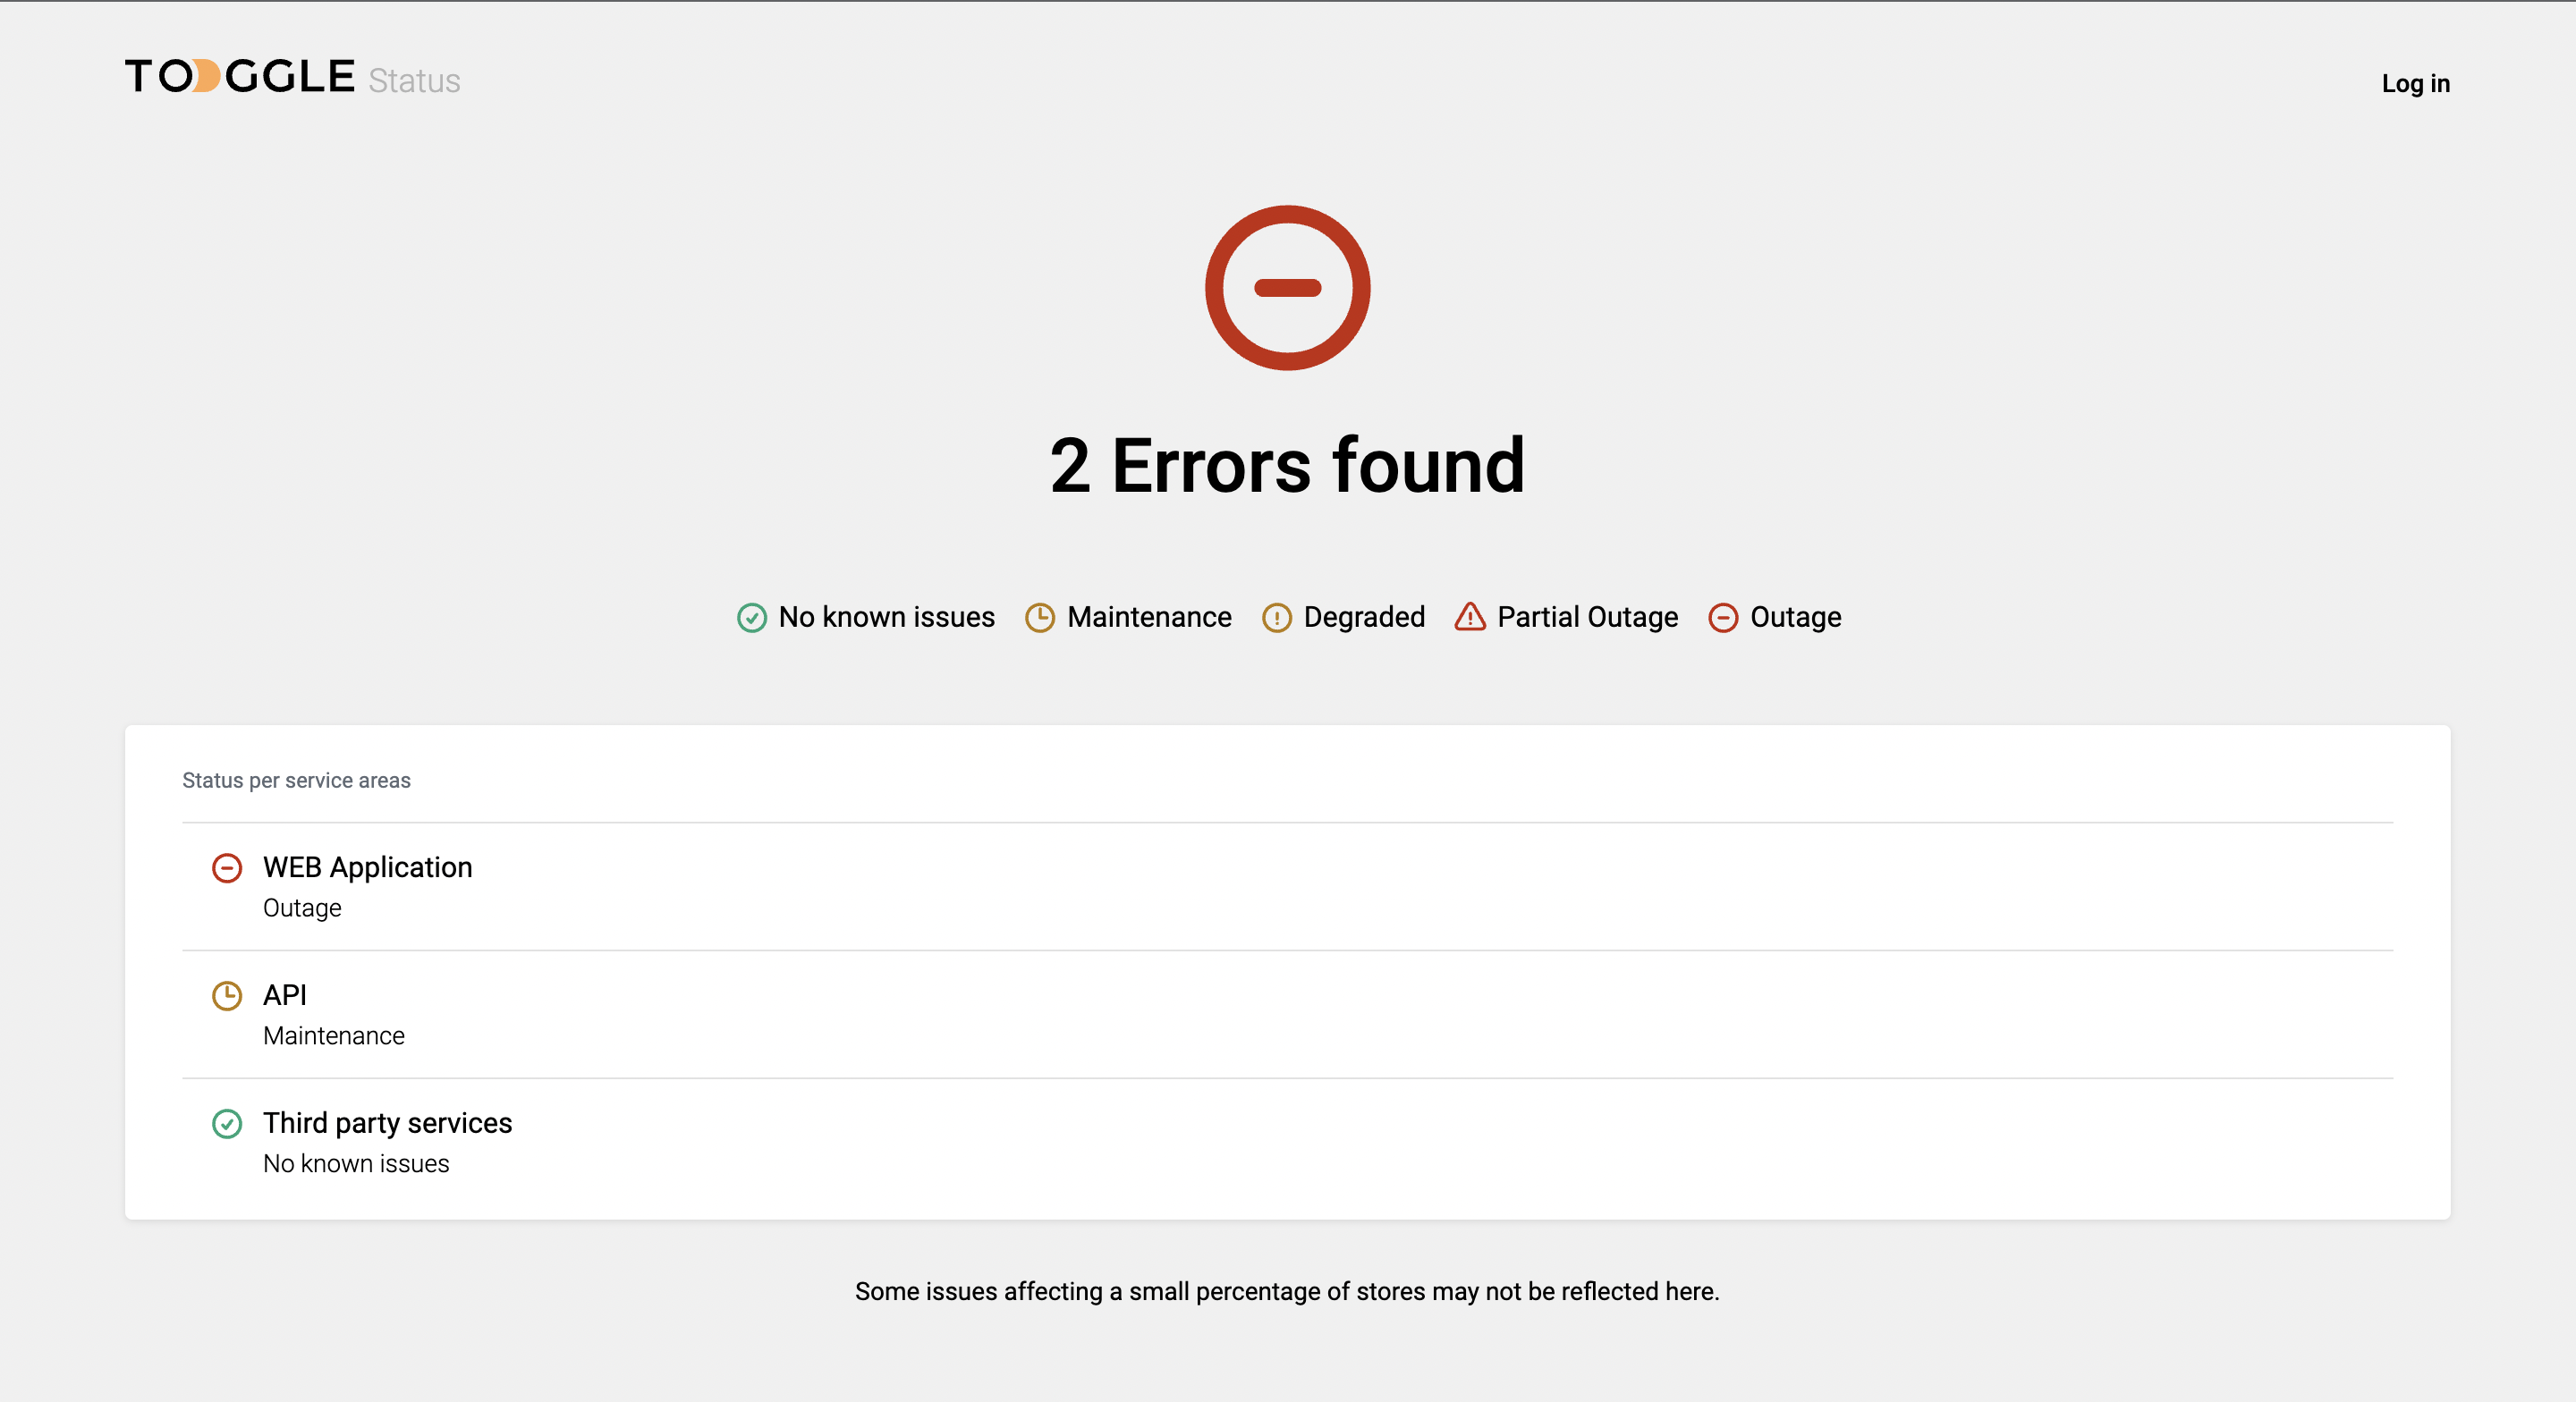 TOGGLE Status
Log in
2 Errors found
No known issues Maintenance Degraded Partial Outage Outage
Status per service areas
WEB Application
Outage
API
Maintenance
Third party services
No known issues
Some issues affecting a small percentage of stores may not be reflected here.